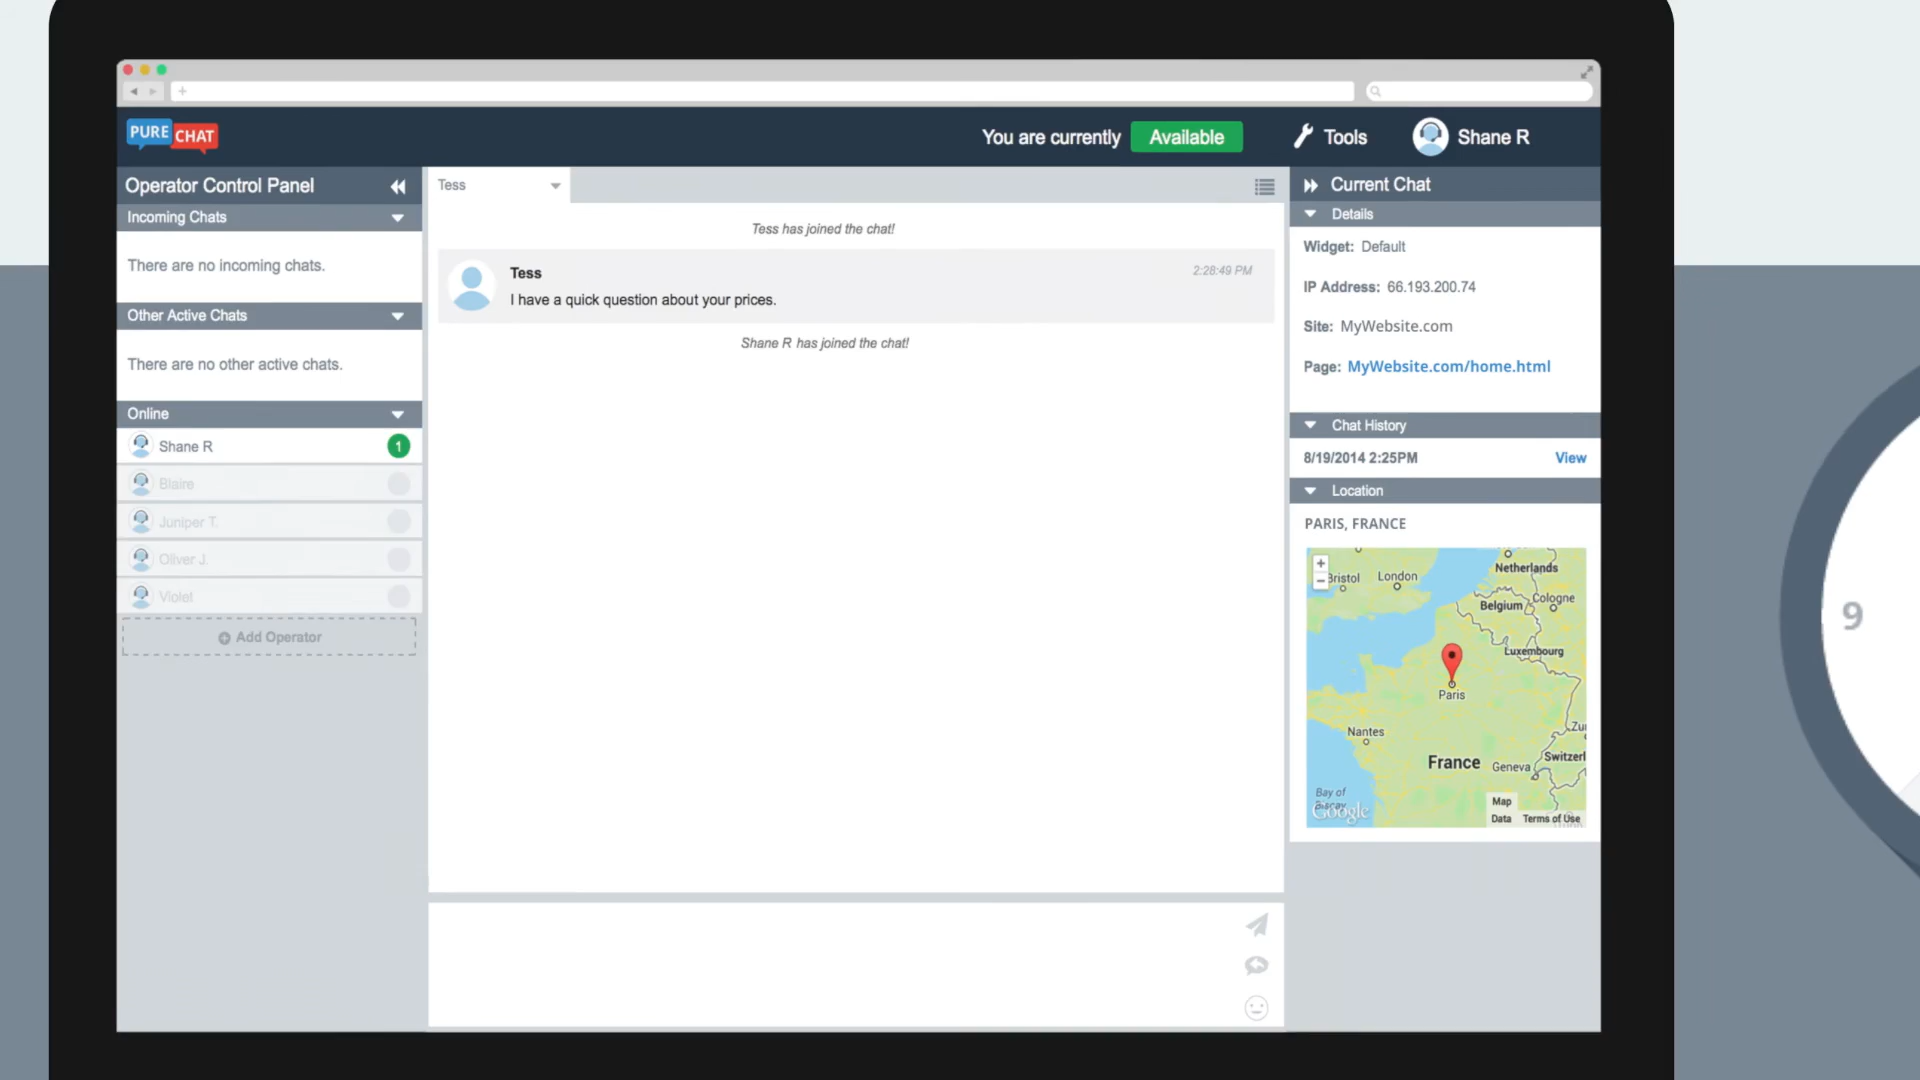 PURE CHAT
You are currently Available
Tools
Shane R
Operator Control Panel
Incoming Chats
There are no incoming chats.
Other Active Chats
There are no other active chats.
Online
Shane R 1
Blaire
Juniper T.
Oliver J.
Violet
Add Operator
Tess
Tess has joined the chat!
Tess 2:28:49 PM
I have a quick question about your prices.
Shane R has joined the chat!
Current Chat
Details
Widget: Default
IP Address: 66.193.200.74
Site: MyWebsite.com
Page: MyWebsite.com/home.html
Chat History
8/19/2014 2:25PM View
Location
PARIS, FRANCE
+
−
Netherlands
Bristol London
Cologne
Belgium
Luxembourg
Paris
Nantes
Zu
Switzerl
France Geneva
Bay of
Biscay
Google
Map
Data Terms of Use
9